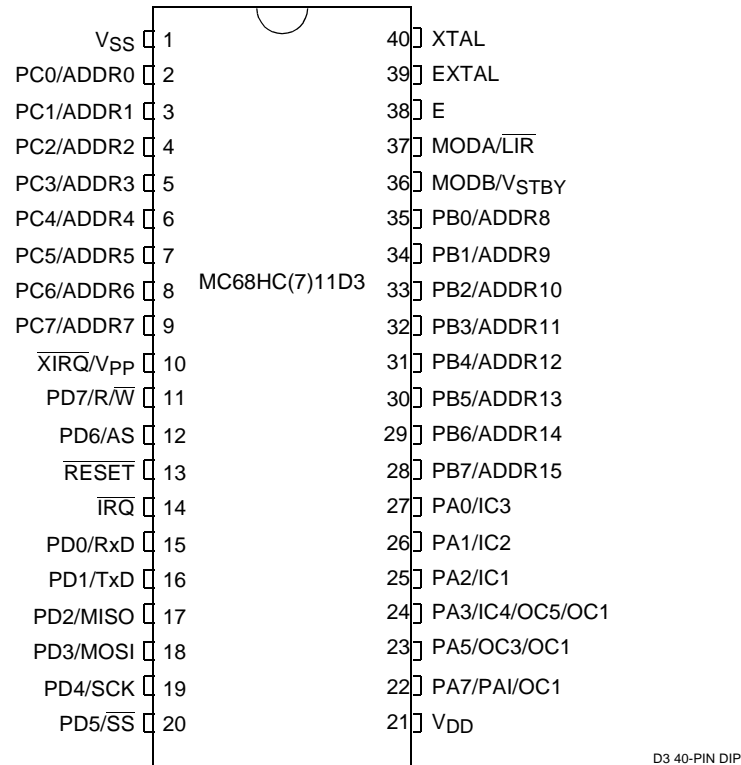 VSS 1 40 XTAL
PC0/ADDR0 2 39 EXTAL
PC1/ADDR1 3 38 E
PC2/ADDR2 4 37 MODA/L̅I̅R̅
PC3/ADDR3 5 36 MODB/VSTBY
PC4/ADDR4 6 35 PB0/ADDR8
PC5/ADDR5 7 34 PB1/ADDR9
MC68HC(7)11D3
PC6/ADDR6 8 33 PB2/ADDR10
PC7/ADDR7 9 32 PB3/ADDR11
X̅I̅R̅Q̅/VPP 10 31 PB4/ADDR12
PD7/R/W̅ 11 30 PB5/ADDR13
PD6/AS 12 29 PB6/ADDR14
R̅E̅S̅E̅T̅ 13 28 PB7/ADDR15
I̅R̅Q̅ 14 27 PA0/IC3
PD0/RxD 15 26 PA1/IC2
PD1/TxD 16 25 PA2/IC1
PD2/MISO 17 24 PA3/IC4/OC5/OC1
PD3/MOSI 18 23 PA5/OC3/OC1
PD4/SCK 19 22 PA7/PAI/OC1
PD5/S̅S̅ 20 21 VDD
D3 40-PIN DIP